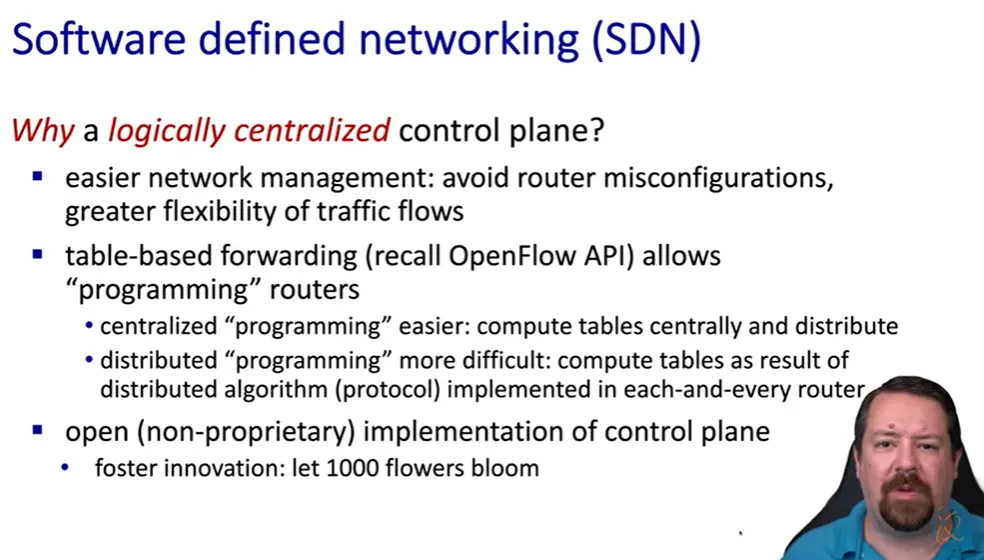 Software defined networking (SDN)
Why a logically centralized control plane?
▪ easier network management: avoid router misconfigurations,
greater flexibility of traffic flows
▪ table-based forwarding (recall OpenFlow API) allows
“programming” routers
• centralized “programming” easier: compute tables centrally and distribute
• distributed “programming” more difficult: compute tables as result of
distributed algorithm (protocol) implemented in each-and-every router
▪ open (non-proprietary) implementation of control plane
• foster innovation: let 1000 flowers bloom